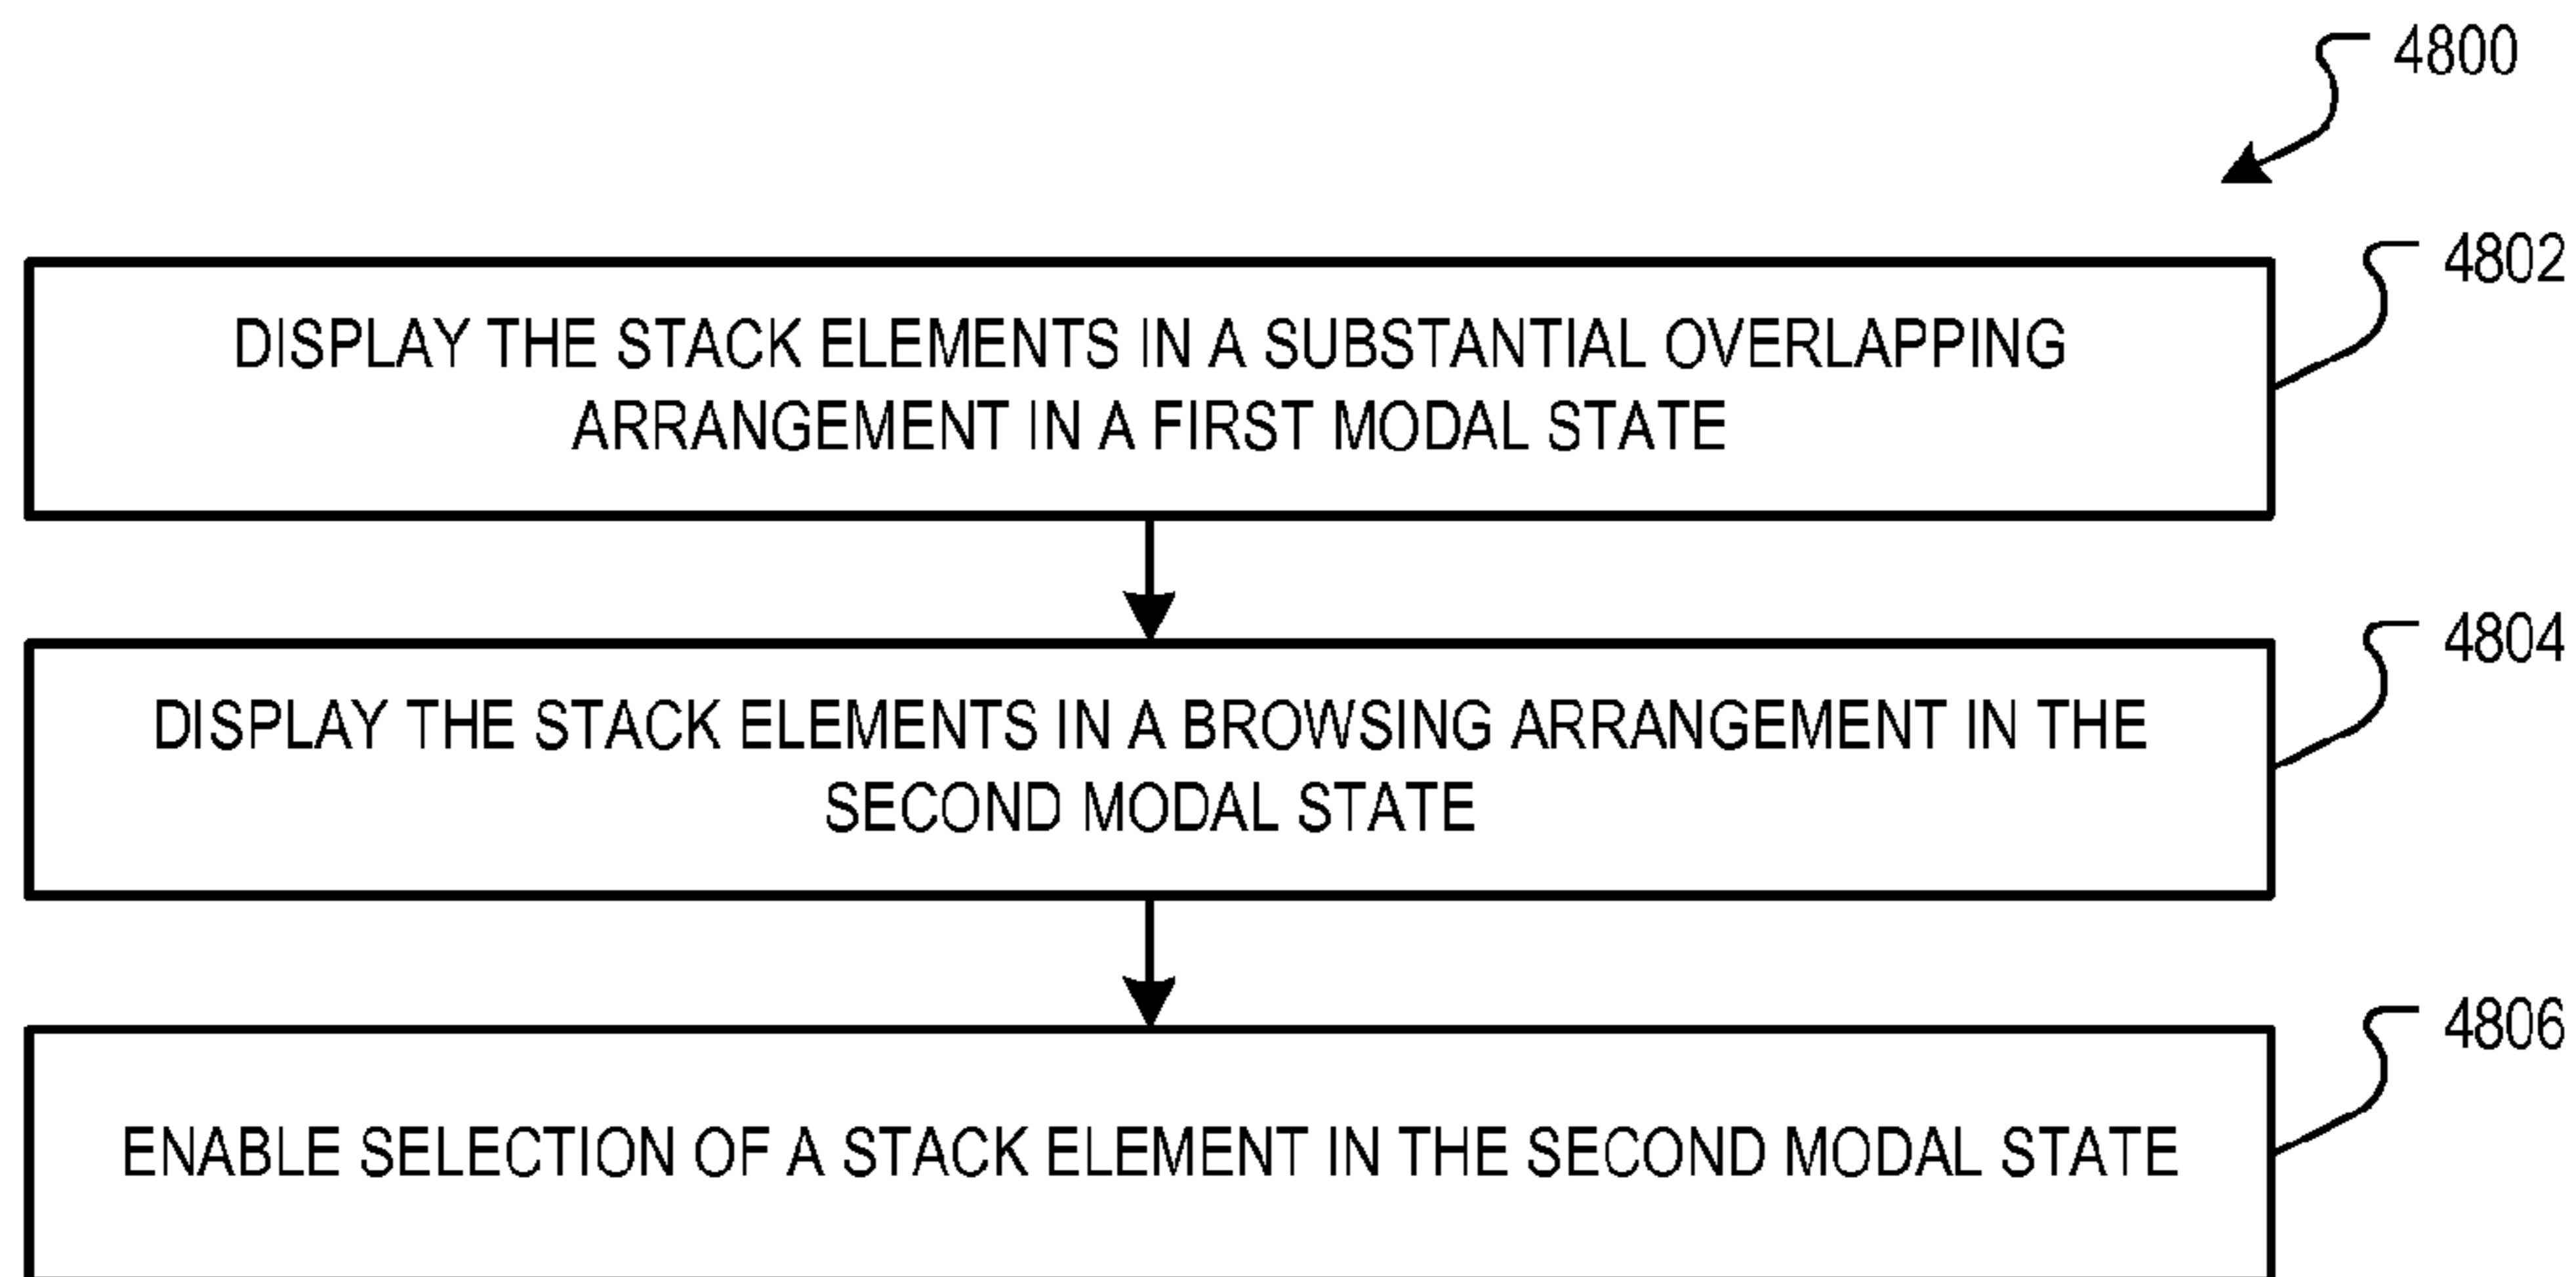 4800
4802
DISPLAY THE STACK ELEMENTS IN A SUBSTANTIAL OVERLAPPING
ARRANGEMENT IN A FIRST MODAL STATE
4804
DISPLAY THE STACK ELEMENTS IN A BROWSING ARRANGEMENT IN THE
SECOND MODAL STATE
4806
ENABLE SELECTION OF A STACK ELEMENT IN THE SECOND MODAL STATE